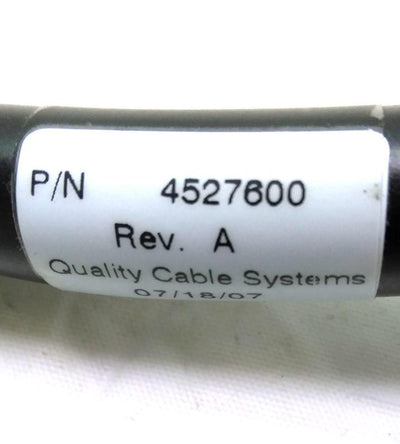 P/N 4527600
Rev. A
Quality Cable Systems
07/18/07